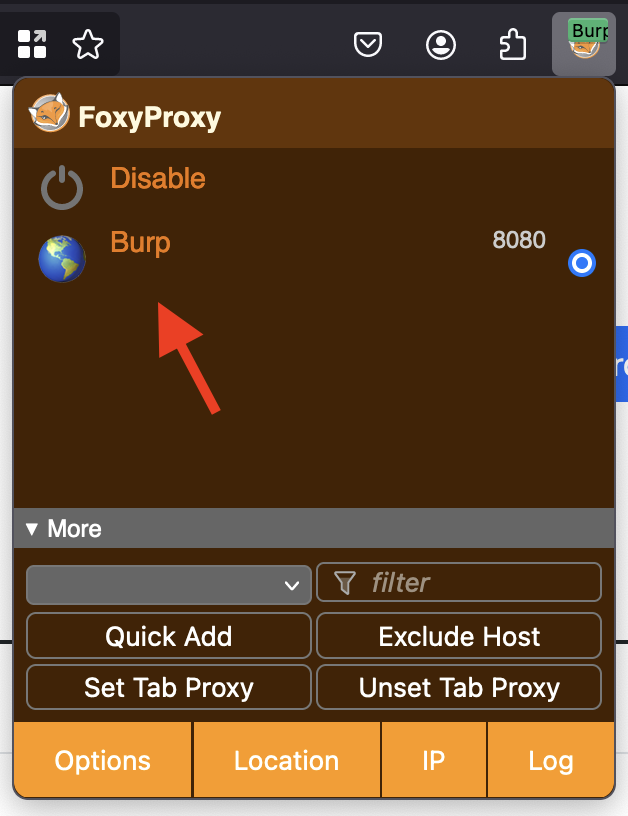 Burp
FoxyProxy
Disable
Burp 8080
More
filter
Quick Add Exclude Host
Set Tab Proxy Unset Tab Proxy
Options Location IP Log